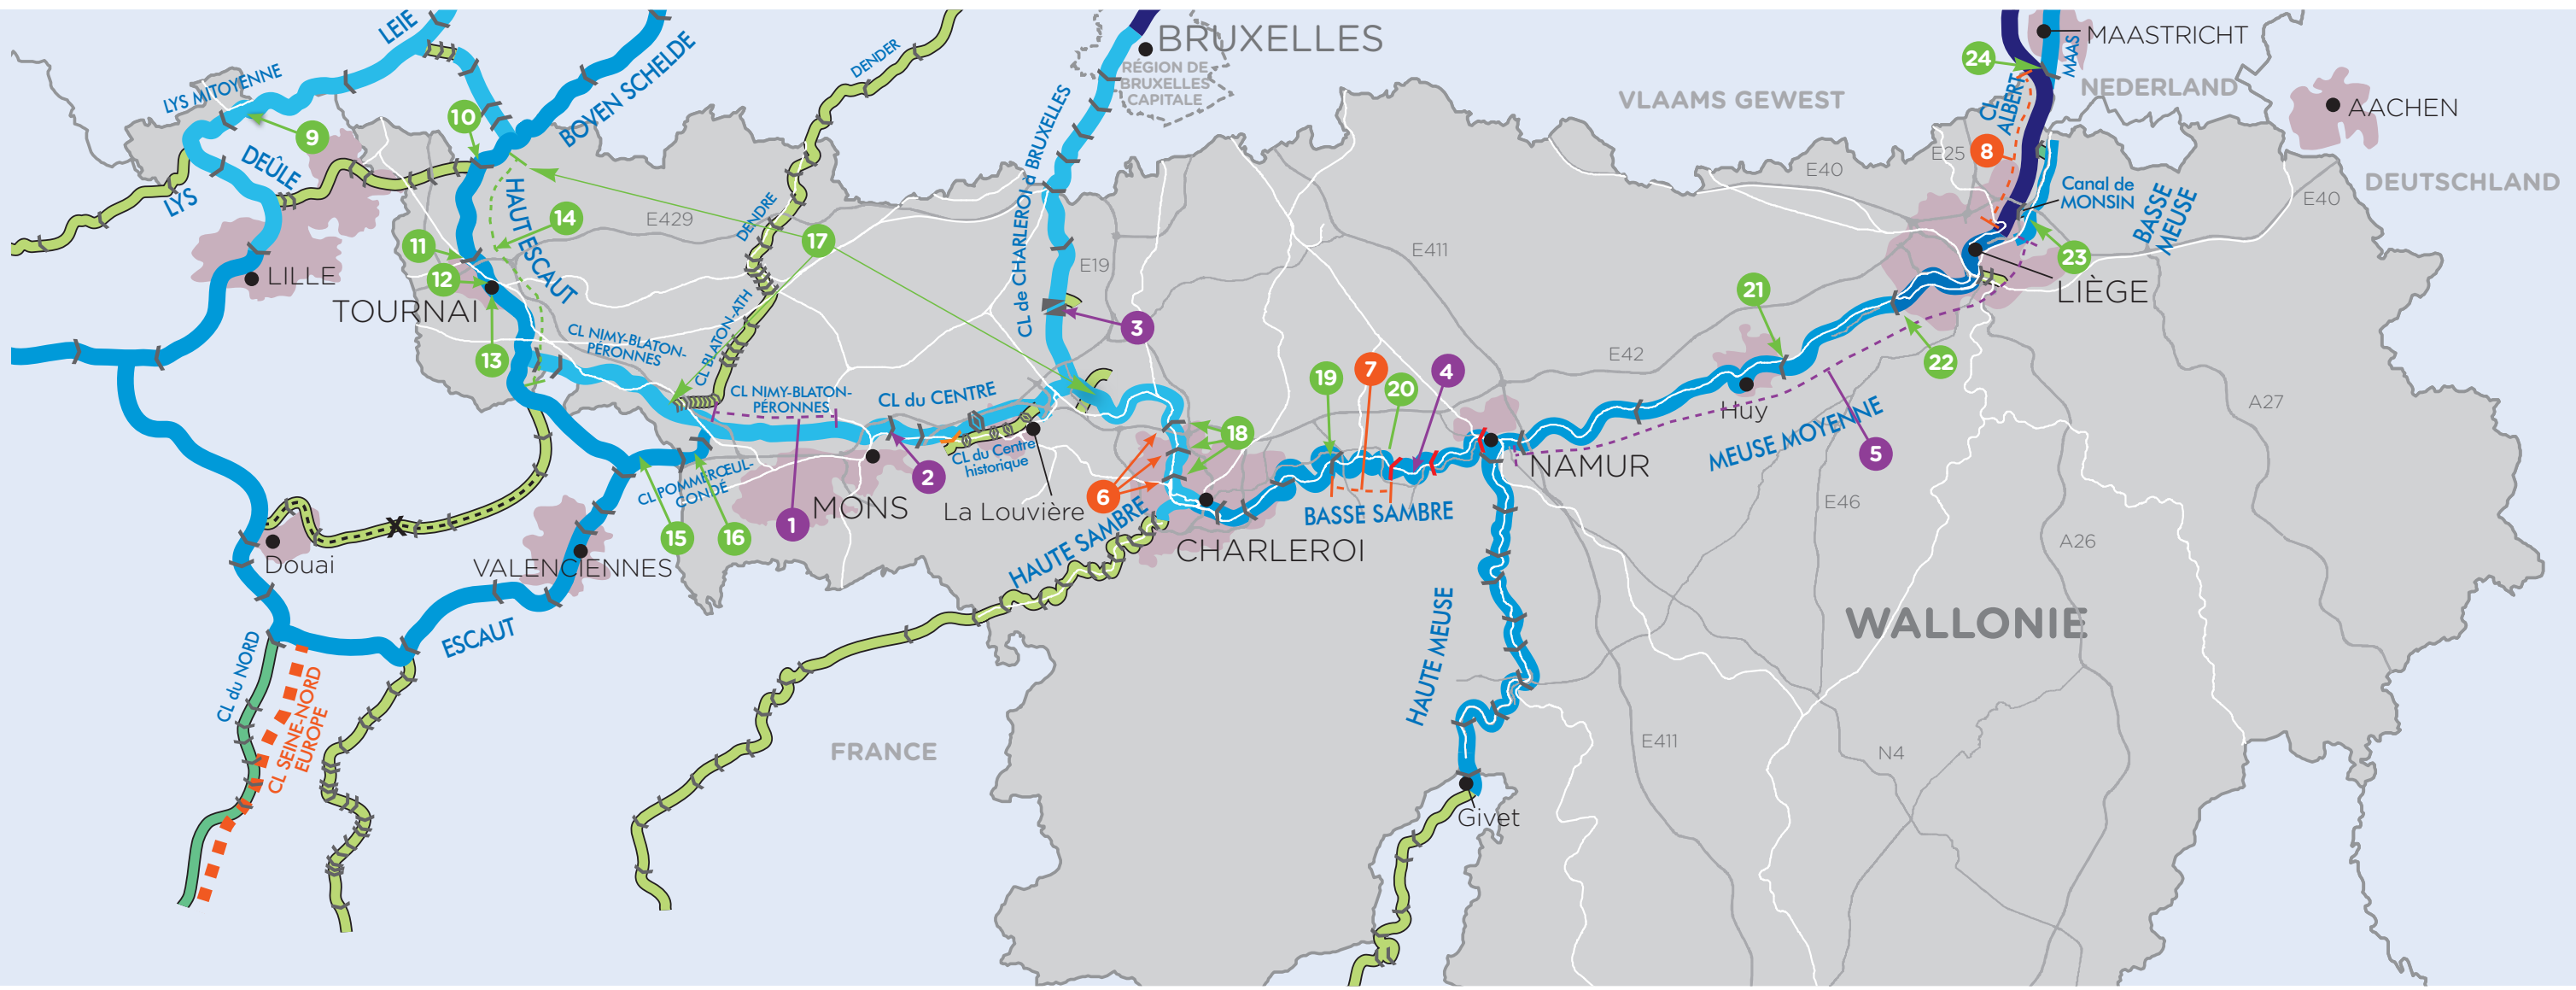 LEIE
BOVEN SCHELDE
DENDER
BRUXELLES
RÉGION DE
BRUXELLES
CAPITALE
VLAAMS GEWEST
MAASTRICHT
MAAS
24
NEDERLAND
AACHEN
CL
ALBERT
LYS MITOYENNE
9
10
DEÛLE
LYS
8
E25
E40
DEUTSCHLAND
E40
Canal de
MONSIN
BASSE
MEUSE
HAUT ESCAUT
14
E429
DENDRE
17
CL de CHARLEROI à BRUXELLES
E19
E411
11
12
LILLE
TOURNAI
23
LIÈGE
21
3
13
CL NIMY-BLATON-
PÉRONNES
CL BLATON-ATH
CL NIMY-BLATON-
PÉRONNES
CL du CENTRE
E42
22
19
7
20
4
Huy
A27
18
MEUSE MOYENNE
5
CL du Centre
historique
2
NAMUR
CL POMMERŒUL-
CONDÉ
MONS
1
La Louvière
6
BASSE SAMBRE
E46
15
16
HAUTE SAMBRE
CHARLEROI
A26
Douai
VALENCIENNES
WALLONIE
ESCAUT
HAUTE MEUSE
CL du NORD
CL SEINE-NORD
EUROPE
FRANCE
E411
N4
Givet